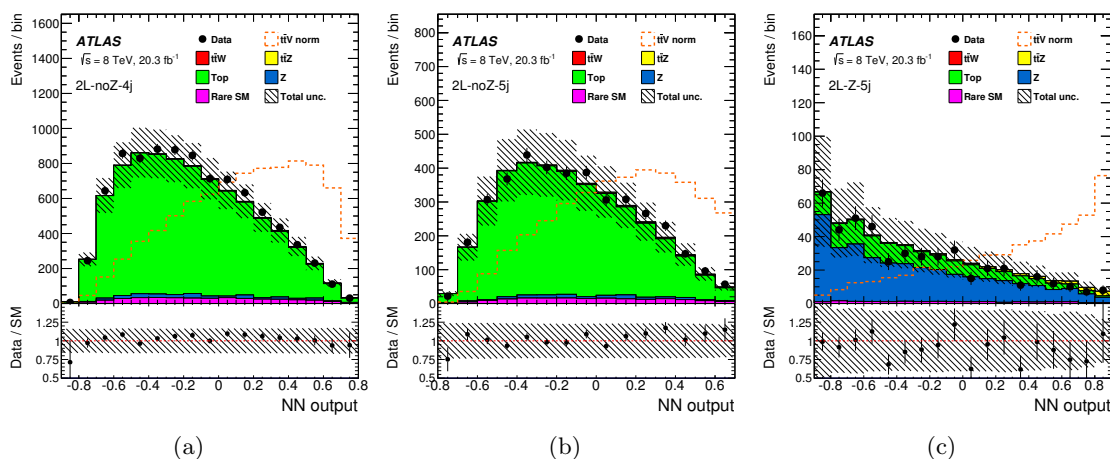 Events / bin
1600
1400
1200
1000
800
600
400
200
0
ATLAS
√s = 8 TeV, 20.3 fb⁻¹
2L-noZ-4j
Data
tt̄W
Top
Rare SM
tt̄V norm
tt̄Z
Z
Total unc.
Data / SM
1.25
1
0.75
0.5
-0.8 -0.6 -0.4 -0.2 0 0.2 0.4 0.6 0.8
NN output
(a)
Events / bin
800
700
600
500
400
300
200
100
0
ATLAS
√s = 8 TeV, 20.3 fb⁻¹
2L-noZ-5j
Data
tt̄W
Top
Rare SM
tt̄V norm
tt̄Z
Z
Total unc.
Data / SM
1.25
1
0.75
0.5
-0.8 -0.6 -0.4 -0.2 0 0.2 0.4 0.6
NN output
(b)
Events / bin
160
140
120
100
80
60
40
20
0
ATLAS
√s = 8 TeV, 20.3 fb⁻¹
2L-Z-5j
Data
tt̄W
Top
Rare SM
tt̄V norm
tt̄Z
Z
Total unc.
Data / SM
1.25
1
0.75
0.5
-0.8 -0.6 -0.4 -0.2 0 0.2 0.4 0.6 0.8
NN output
(c)